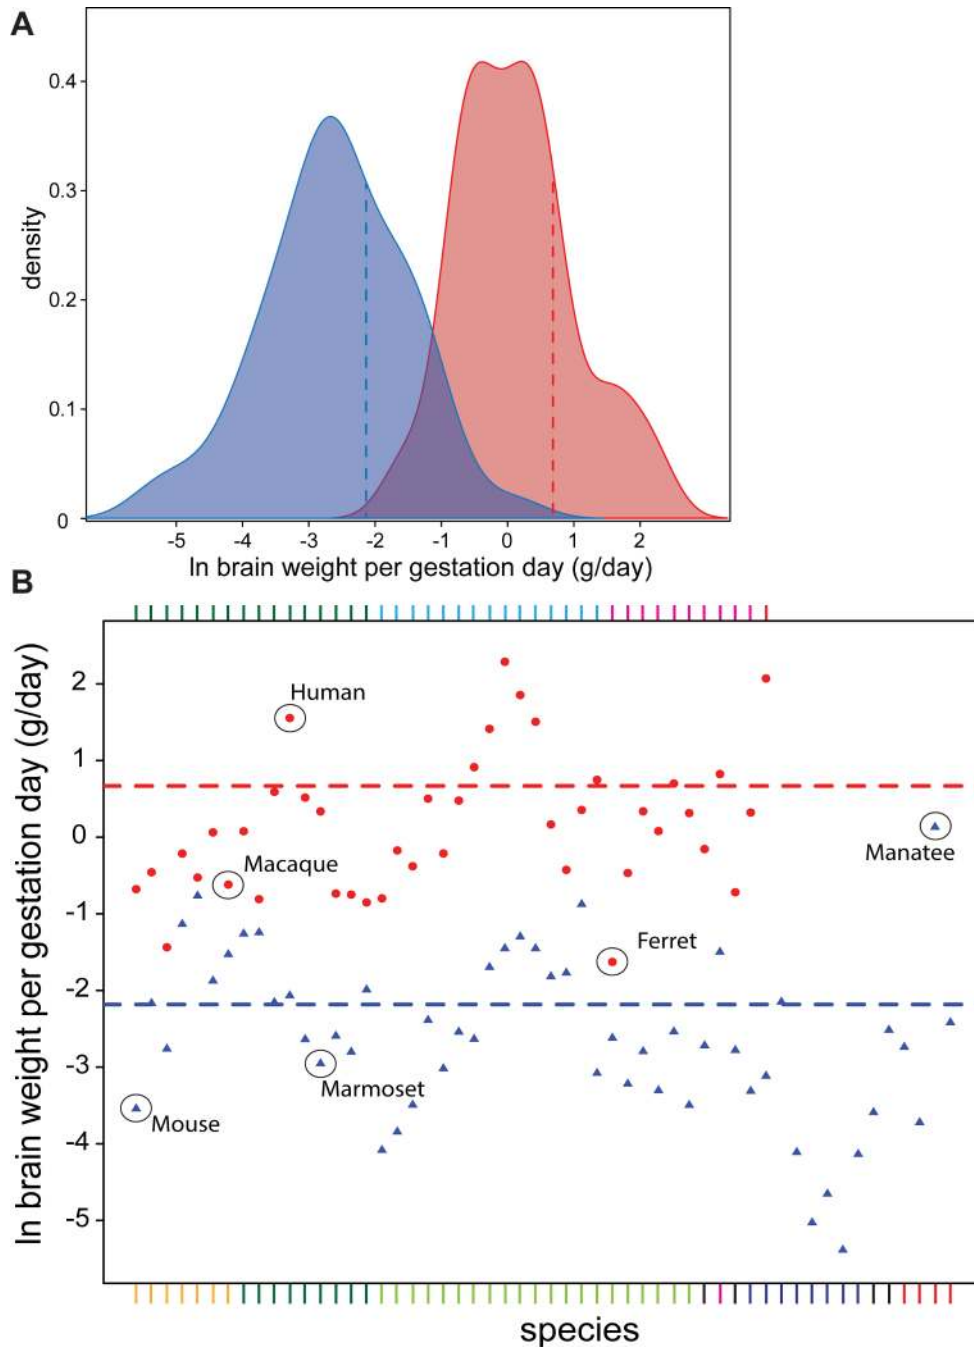 A
density
0.4
0.3
0.2
0.1
0
-5 -4 -3 -2 -1 0 1 2
ln brain weight per gestation day (g/day)
B
ln brain weight per gestation day (g/day)
2
1
0
-1
-2
-3
-4
-5
Human
Macaque
Manatee
Ferret
Marmoset
Mouse
species